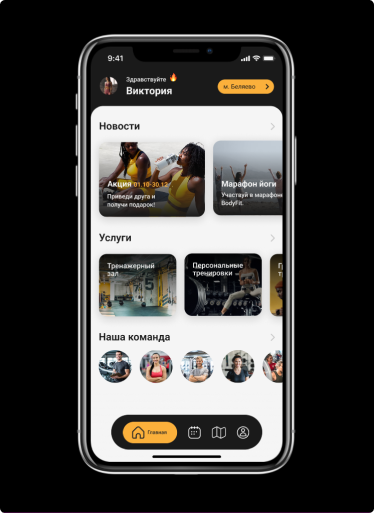 9:41
Здравствуйте
Виктория
м. Беляево
Новости
Акция 01.10-30.12
Приведи друга и
получи подарок!
Марафон йоги
Участвуй в марафоне
BodyFit.
Услуги
Тренажерный
зал
Персональные
тренировки
Наша команда
Главная